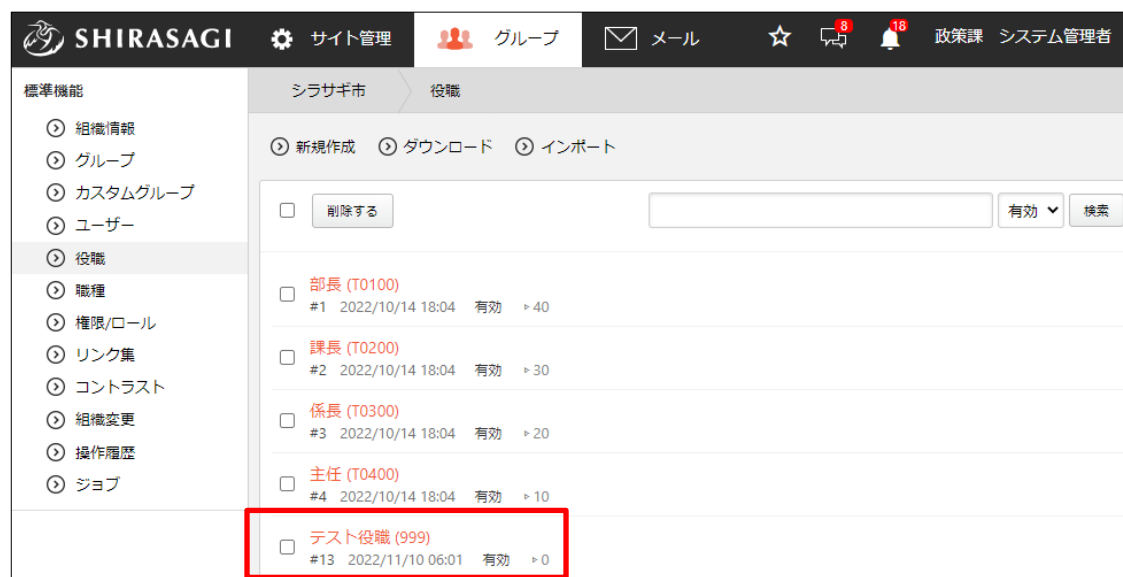 SHIRASAGI サイト管理 グループ メール 8 18 政策課 システム管理者
標準機能
組織情報
グループ
カスタムグループ
ユーザー
役職
職種
権限/ロール
リンク集
コントラスト
組織変更
操作履歴
ジョブ
シラサギ市 役職
新規作成 ダウンロード インポート
削除する 有効 検索
部長 (T0100)
#1 2022/10/14 18:04 有効 40
課長 (T0200)
#2 2022/10/14 18:04 有効 30
係長 (T0300)
#3 2022/10/14 18:04 有効 20
主任 (T0400)
#4 2022/10/14 18:04 有効 10
テスト役職 (999)
#13 2022/11/10 06:01 有効 0